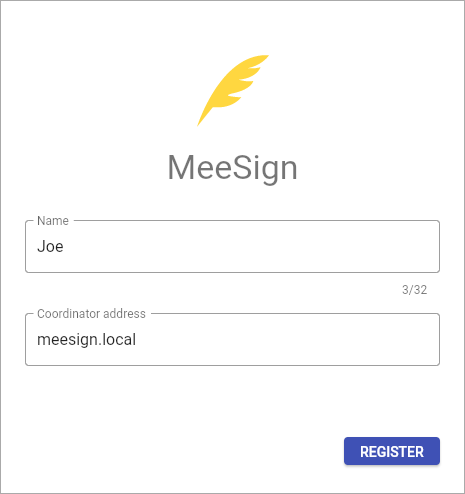 MeeSign
Name
Joe
3/32
Coordinator address
meesign.local
REGISTER